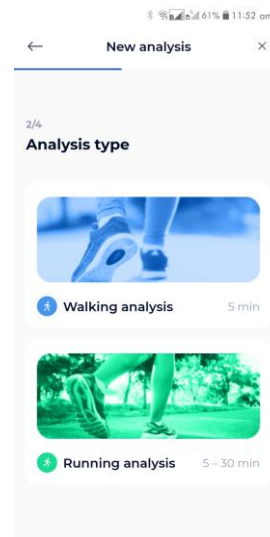 61% 11:52 am
New analysis
2/4
Analysis type
Walking analysis 5 min
Running analysis 5 – 30 min